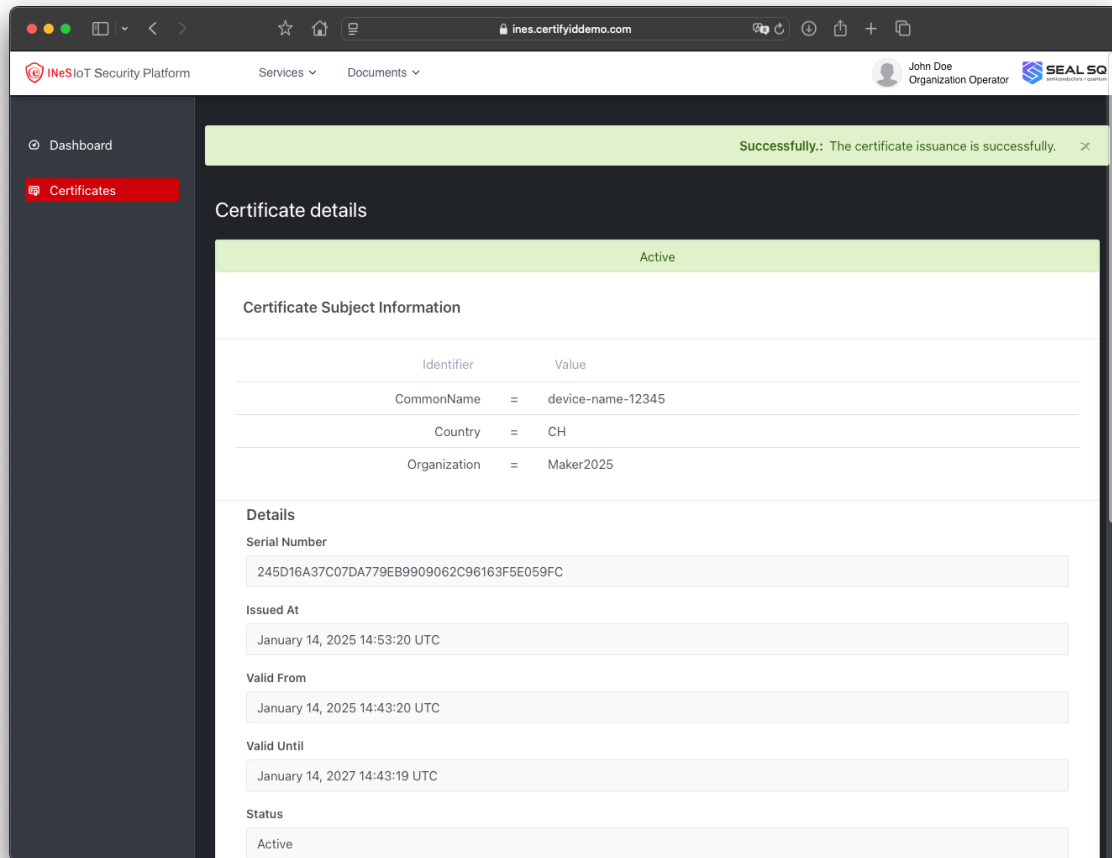 ines.certifyiddemo.com
INeS IoT Security Platform
Services
Documents
John Doe
Organization Operator
SEAL SQ
semiconductors + quantum
Dashboard
Certificates
Successfully.: The certificate issuance is successfully.
Certificate details
Active
Certificate Subject Information
Identifier Value
CommonName = device-name-12345
Country = CH
Organization = Maker2025
Details
Serial Number
245D16A37C07DA779EB9909062C96163F5E059FC
Issued At
January 14, 2025 14:53:20 UTC
Valid From
January 14, 2025 14:43:20 UTC
Valid Until
January 14, 2027 14:43:19 UTC
Status
Active